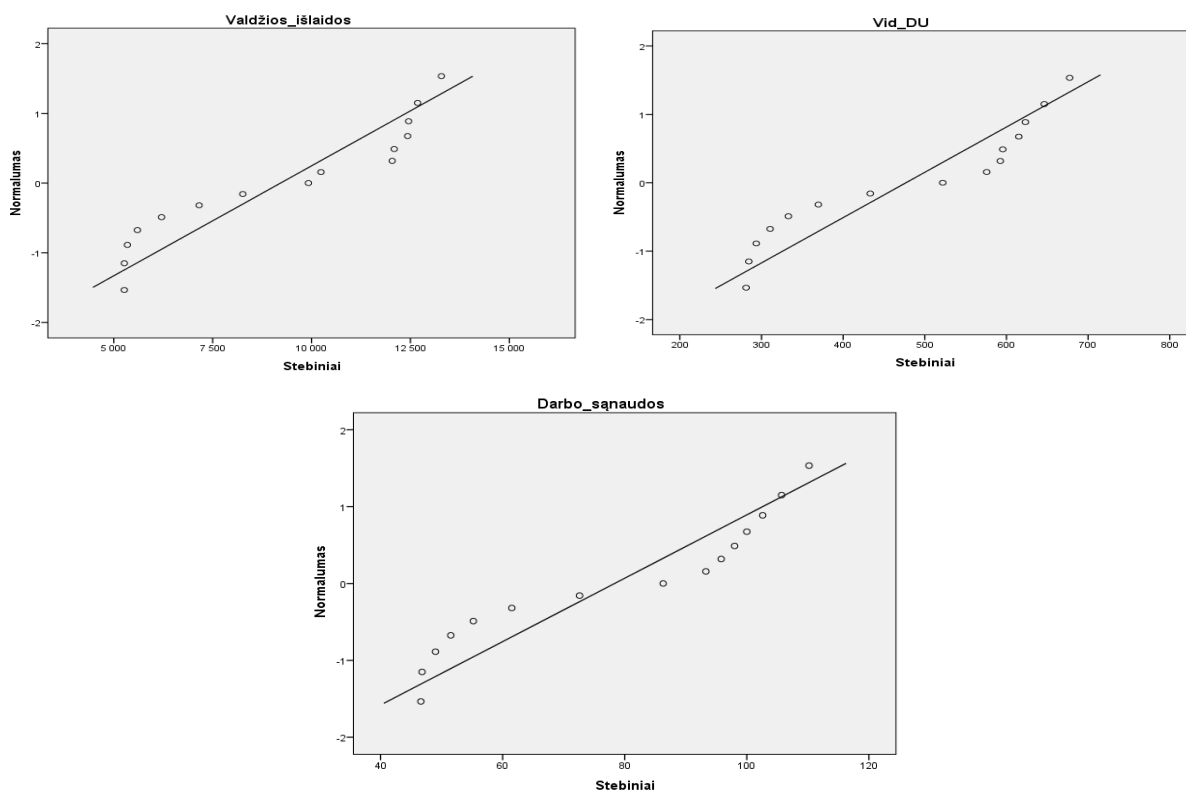 Valdžios_išlaidos
Normalumas
2
1
0
-1
-2
5 000 7 500 10 000 12 500 15 000
Stebiniai
Vid_DU
Normalumas
2
1
0
-1
-2
200 300 400 500 600 700 800
Stebiniai
Darbo_sąnaudos
Normalumas
2
1
0
-1
-2
40 60 80 100 120
Stebiniai